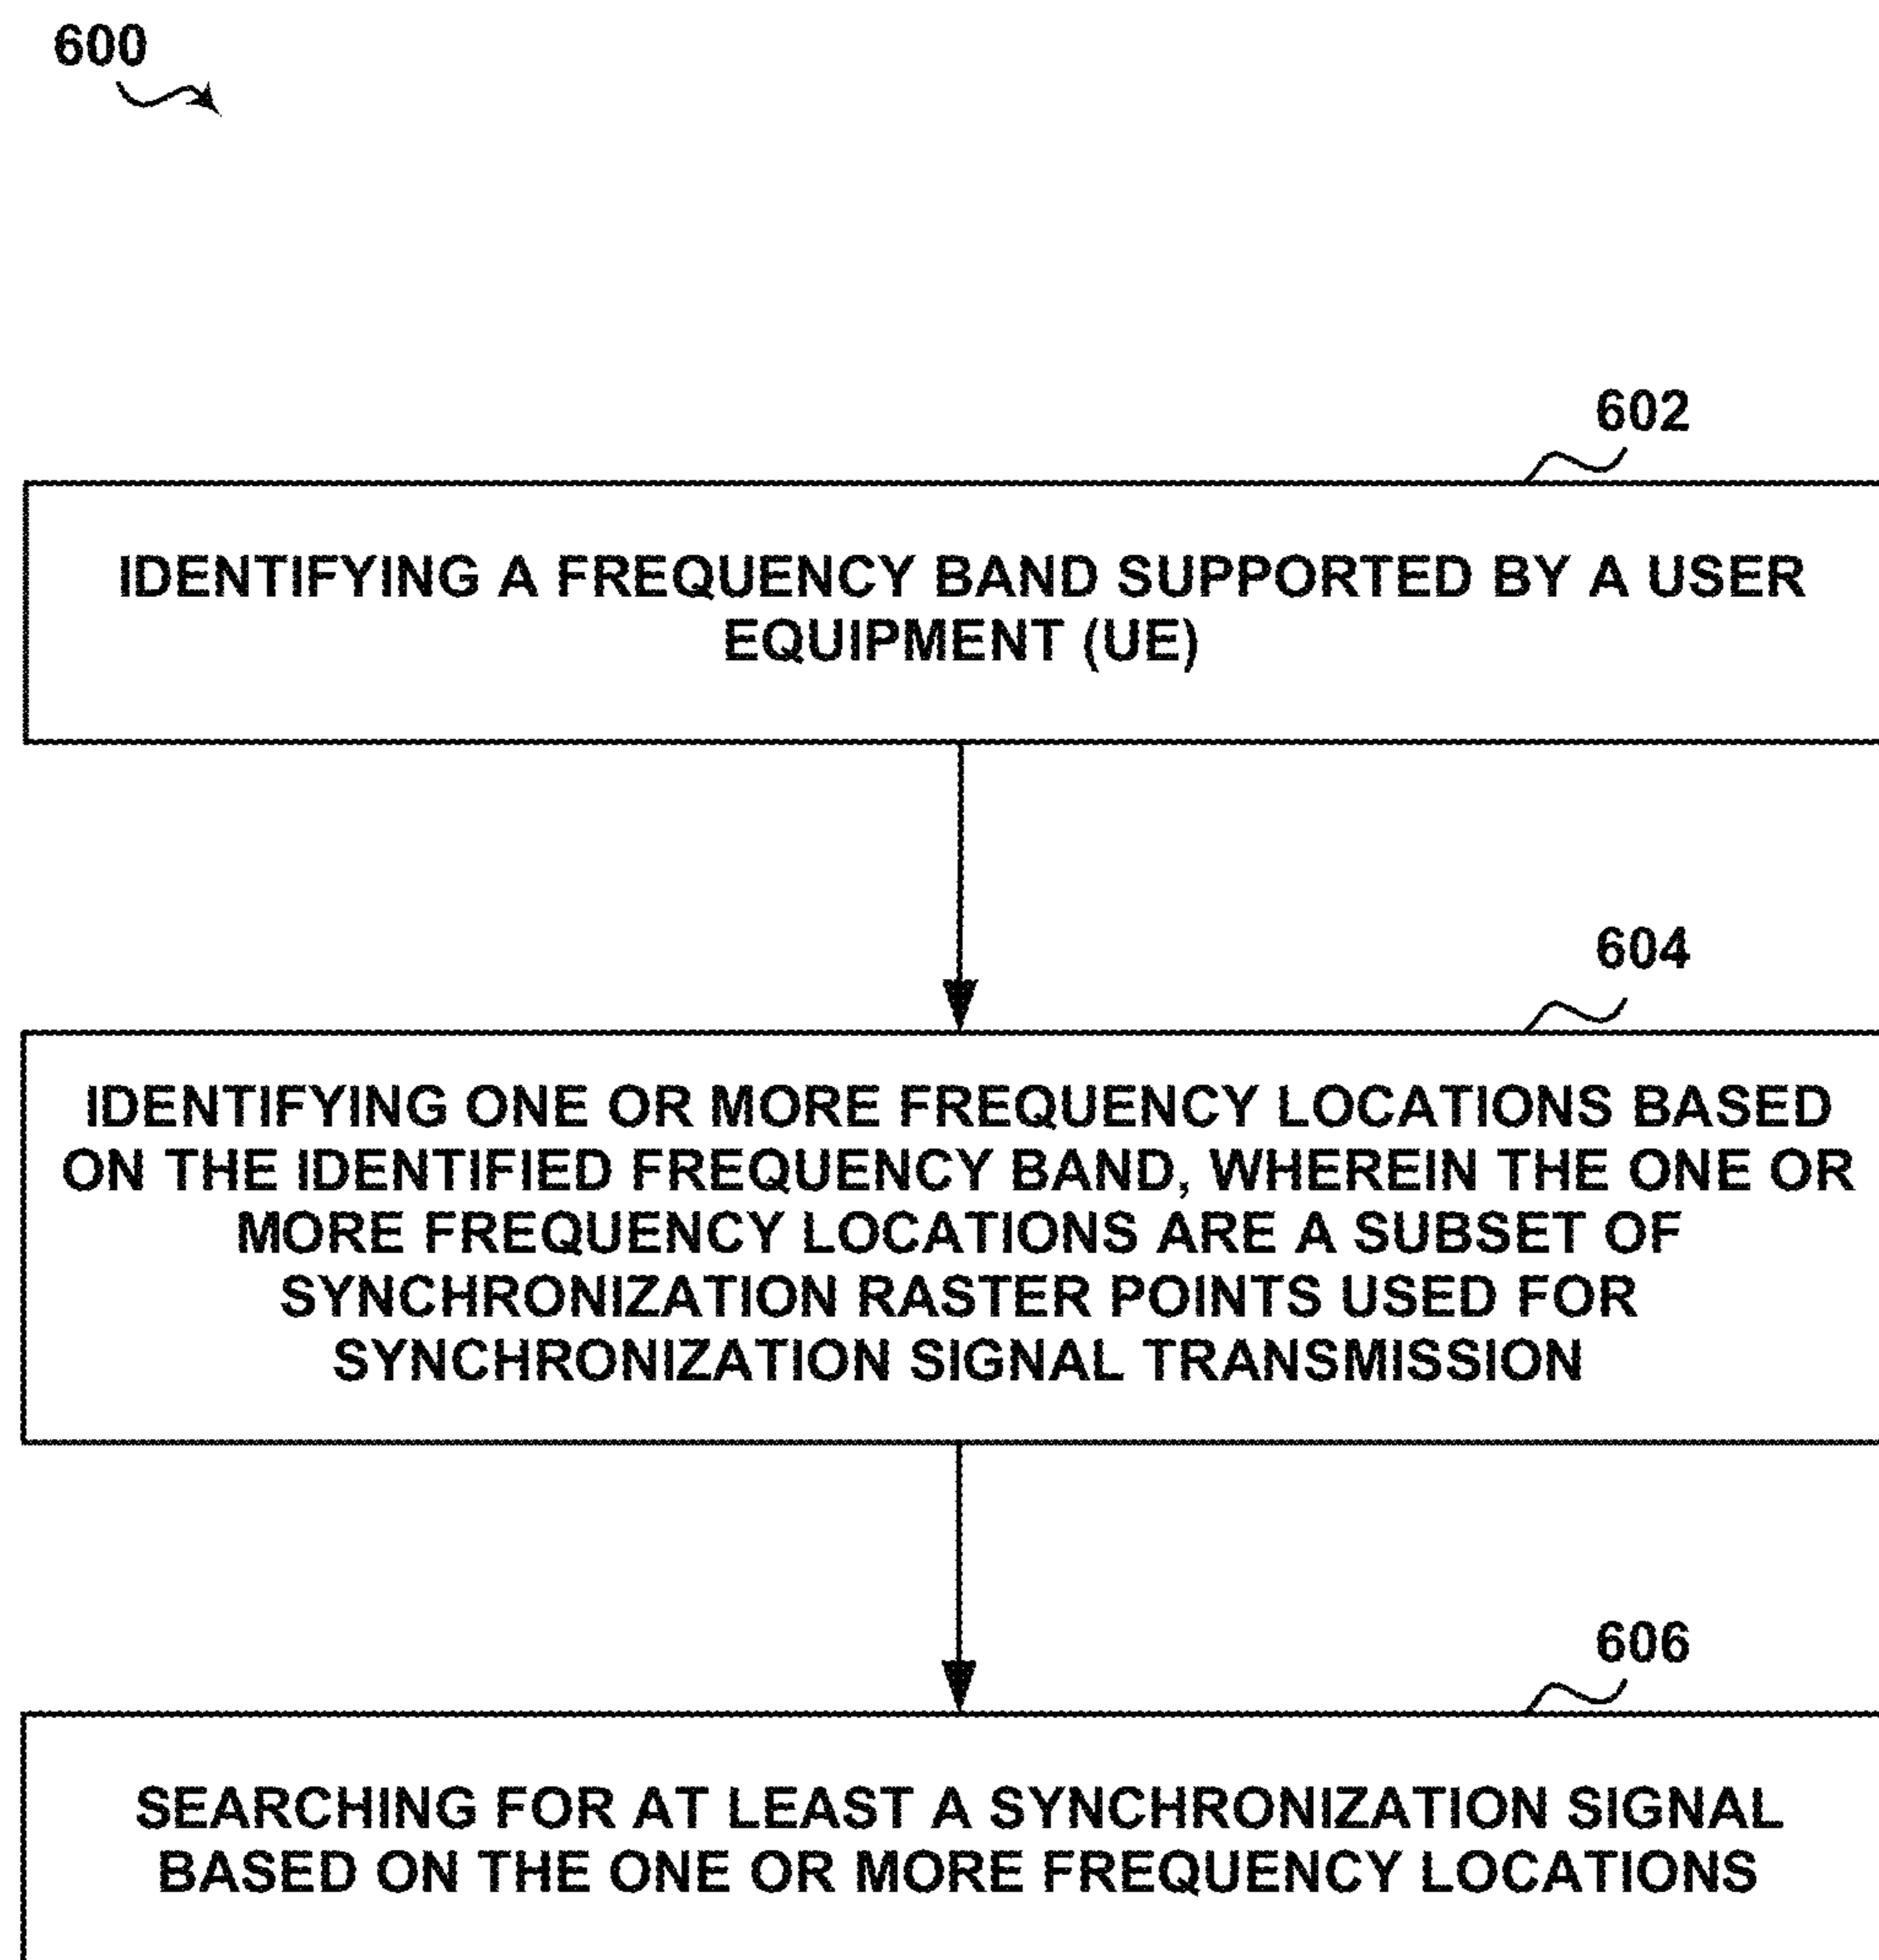 600
602
IDENTIFYING A FREQUENCY BAND SUPPORTED BY A USER
EQUIPMENT (UE)
604
IDENTIFYING ONE OR MORE FREQUENCY LOCATIONS BASED
ON THE IDENTIFIED FREQUENCY BAND, WHEREIN THE ONE OR
MORE FREQUENCY LOCATIONS ARE A SUBSET OF
SYNCHRONIZATION RASTER POINTS USED FOR
SYNCHRONIZATION SIGNAL TRANSMISSION
606
SEARCHING FOR AT LEAST A SYNCHRONIZATION SIGNAL
BASED ON THE ONE OR MORE FREQUENCY LOCATIONS